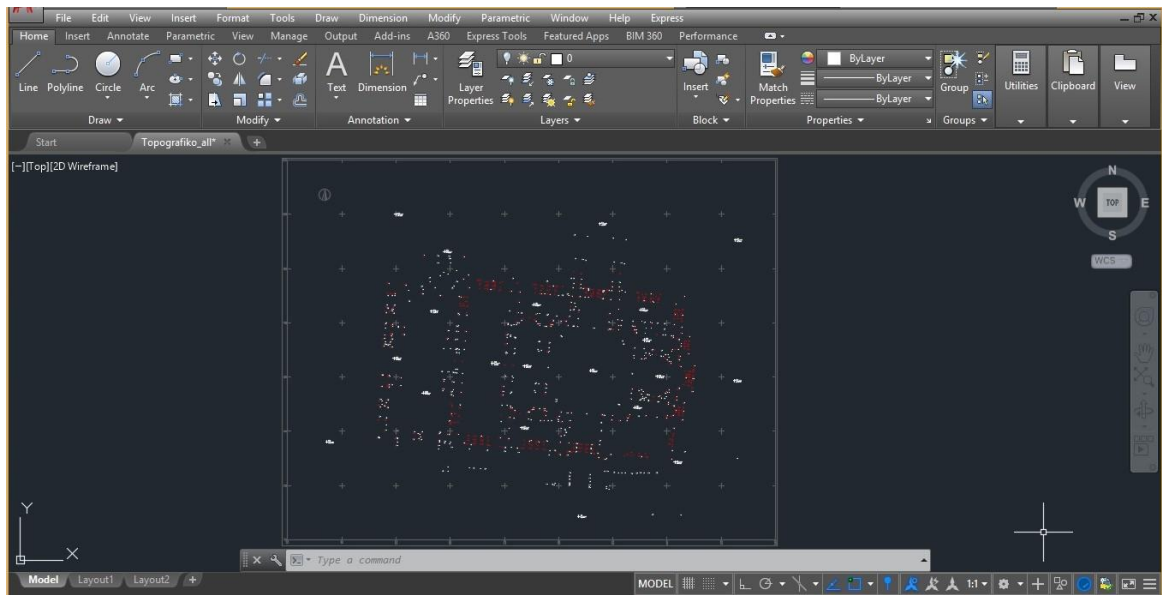 File Edit View Insert Format Tools Draw Dimension Modify Parametric Window Help Express
Home Insert Annotate Parametric View Manage Output Add-ins A360 Express Tools Featured Apps BIM 360 Performance
0
ByLayer
ByLayer
ByLayer
Line Polyline Circle Arc Text Dimension Layer Properties Insert Match Properties Group Utilities Clipboard View
Draw Modify Annotation Layers Block Properties Groups
Start Topografiko_all*
[−][Top][2D Wireframe]
N
W TOP E
S
WCS
Y
X
Type a command
Model Layout1 Layout2 + MODEL 1:1